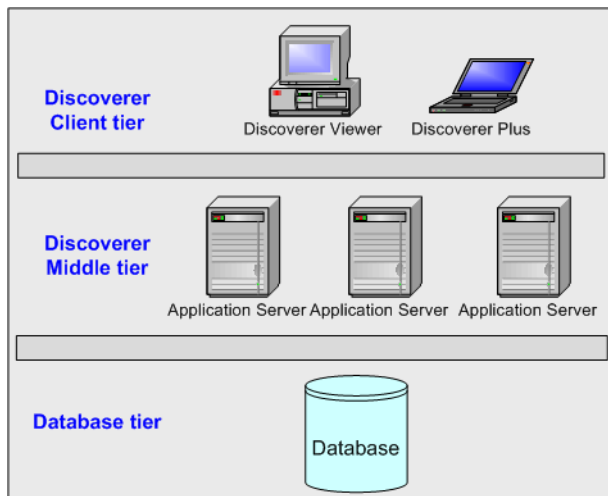 Discoverer
Client tier
Discoverer Viewer
Discoverer Plus
Discoverer
Middle tier
Application Server
Application Server
Application Server
Database tier
Database